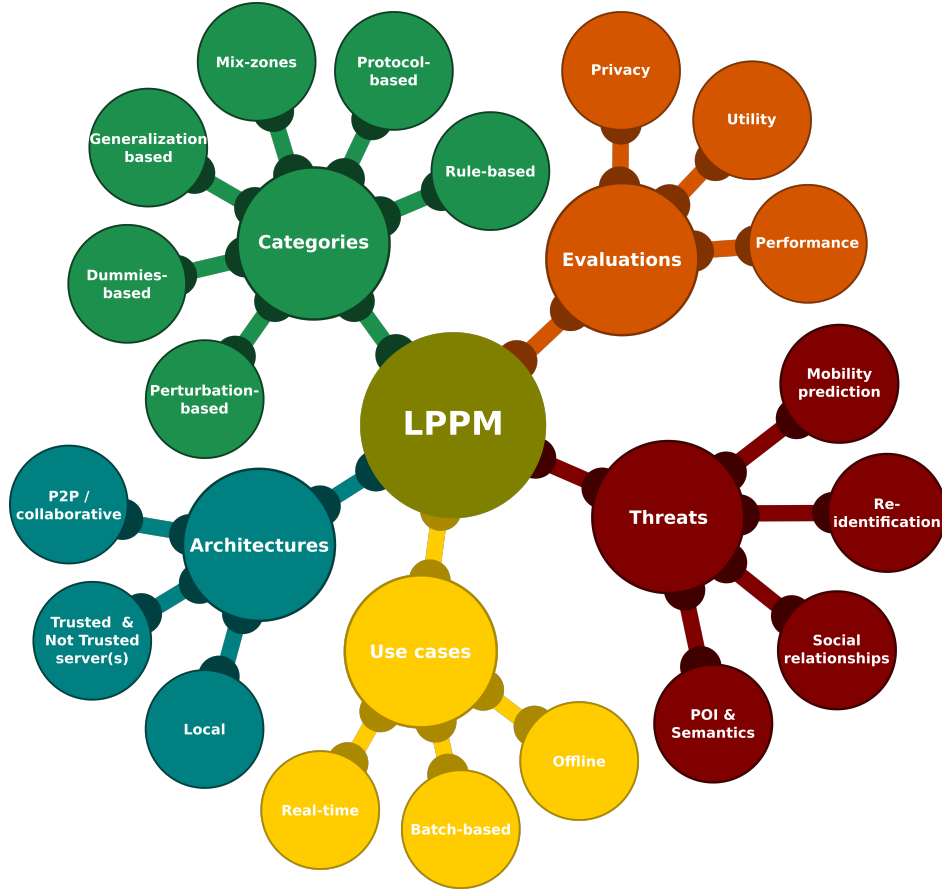 LPPM
Categories
Mix-zones
Protocol-
based
Rule-based
Generalization
based
Dummies-
based
Perturbation-
based
Evaluations
Privacy
Utility
Performance
Threats
Mobility
prediction
Re-
identification
Social
relationships
POI &
Semantics
Use cases
Offline
Batch-based
Real-time
Architectures
P2P /
collaborative
Trusted  &
Not Trusted
server(s)
Local